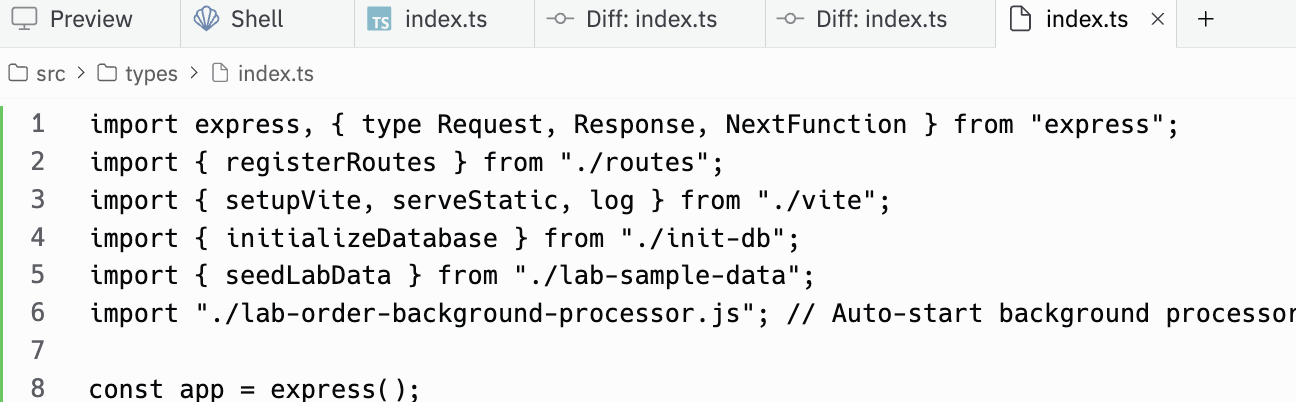 Preview Shell TS index.ts Diff: index.ts Diff: index.ts index.ts × +
src > types > index.ts
1 import express, { type Request, Response, NextFunction } from "express";
2 import { registerRoutes } from "./routes";
3 import { setupVite, serveStatic, log } from "./vite";
4 import { initializeDatabase } from "./init-db";
5 import { seedLabData } from "./lab-sample-data";
6 import "./lab-order-background-processor.js"; // Auto-start background processor
7
8 const app = express();